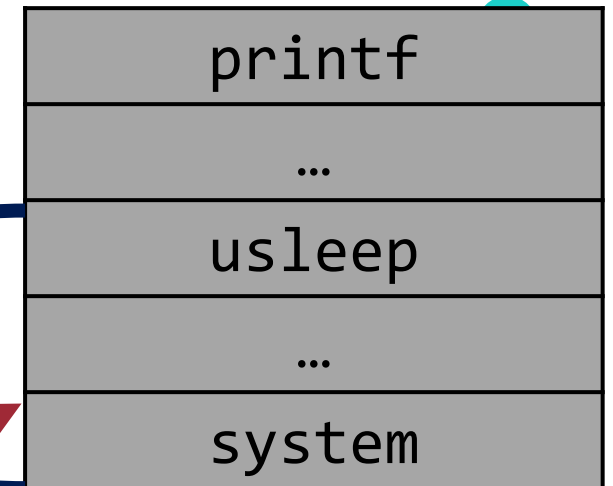 printf
…
usleep
…
system